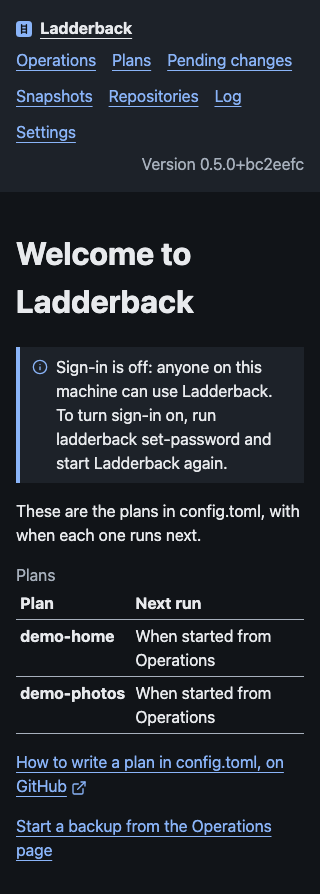 Ladderback
Operations Plans Pending changes
Snapshots Repositories Log
Settings
Version 0.5.0+bc2eefc
Welcome to
Ladderback
Sign-in is off: anyone on this
machine can use Ladderback.
To turn sign-in on, run
ladderback set-password and
start Ladderback again.
These are the plans in config.toml, with
when each one runs next.
Plans
Plan Next run
demo-home When started from
Operations
demo-photos When started from
Operations
How to write a plan in config.toml, on
GitHub
Start a backup from the Operations
page